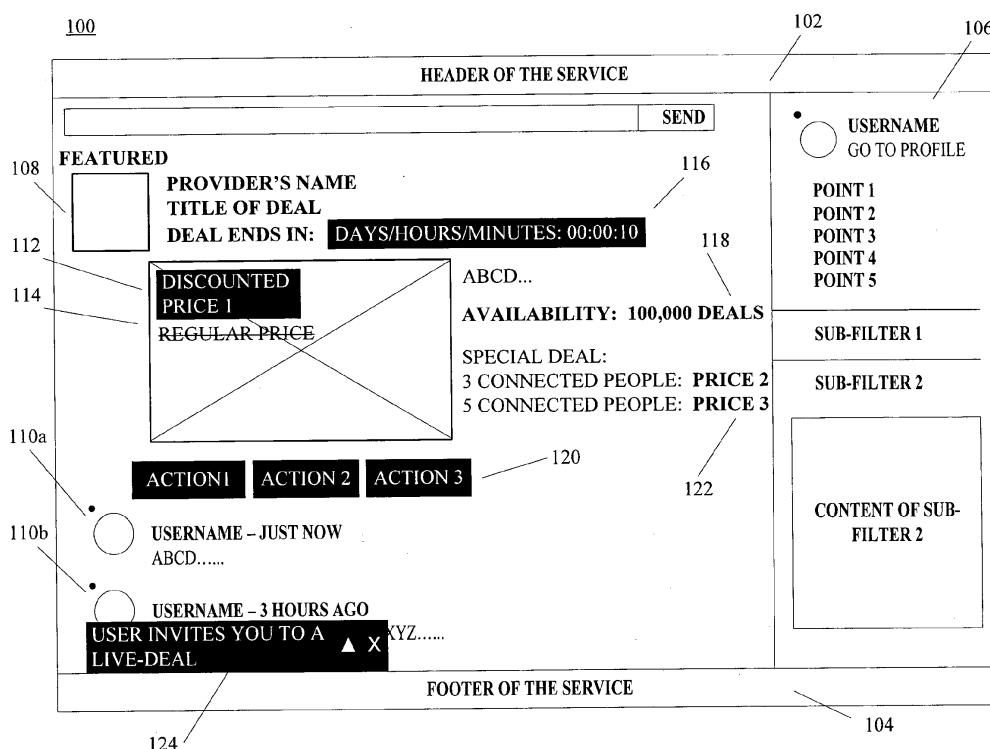 100
102
106
HEADER OF THE SERVICE
SEND
USERNAME
GO TO PROFILE
FEATURED
108
PROVIDER'S NAME
TITLE OF DEAL
DEAL ENDS IN: DAYS/HOURS/MINUTES: 00:00:10
116
POINT 1
POINT 2
POINT 3
POINT 4
POINT 5
112
114
DISCOUNTED
PRICE 1
REGULAR PRICE
ABCD...
118
AVAILABILITY: 100,000 DEALS
SPECIAL DEAL:
3 CONNECTED PEOPLE: PRICE 2
5 CONNECTED PEOPLE: PRICE 3
SUB-FILTER 1
SUB-FILTER 2
110a
ACTION1 ACTION 2 ACTION 3
120
122
CONTENT OF SUB-
FILTER 2
USERNAME – JUST NOW
ABCD......
110b
USERNAME – 3 HOURS AGO
XYZ......
USER INVITES YOU TO A
LIVE-DEAL
▲ X
FOOTER OF THE SERVICE
104
124